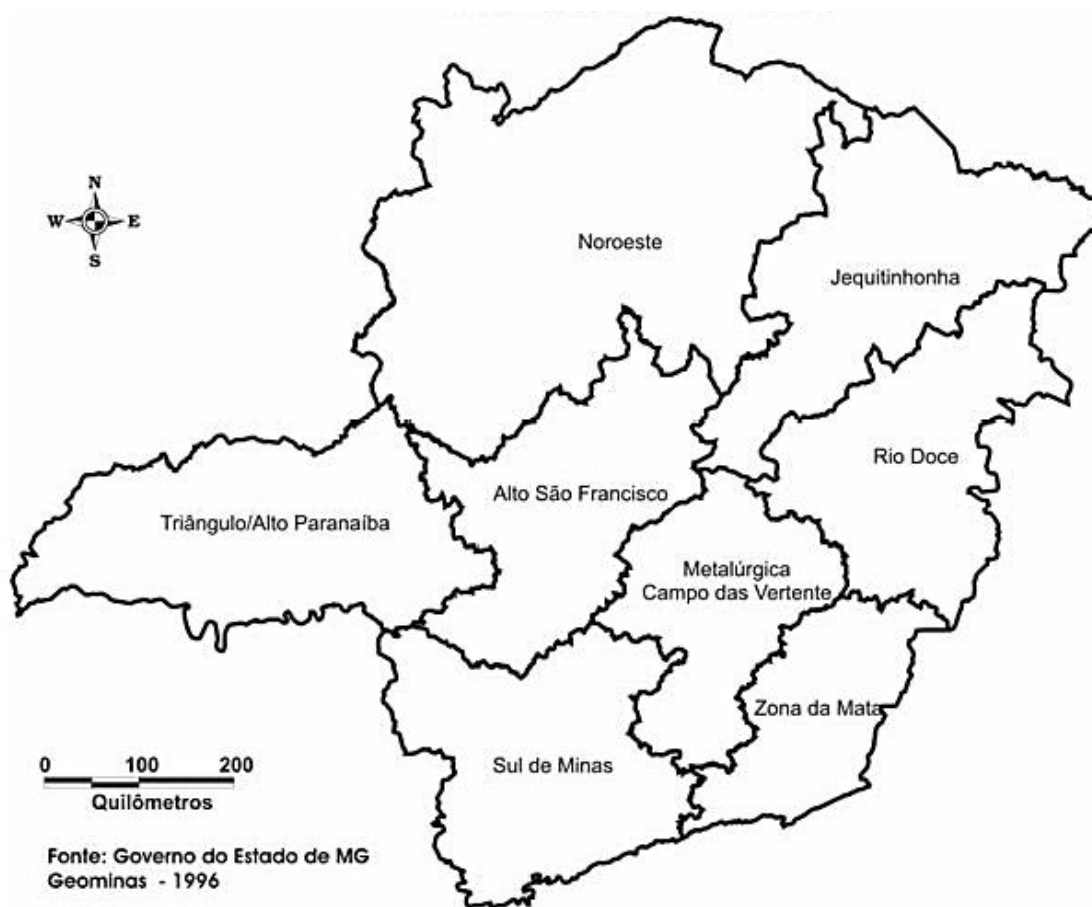 N
W E
S
Noroeste
Jequitinhonha
Rio Doce
Alto São Francisco
Triângulo/Alto Paranaíba
Metalúrgica
Campo das Vertente
Zona da Mata
Sul de Minas
0 100 200
Quilômetros
Fonte: Governo do Estado de MG
Geominas - 1996